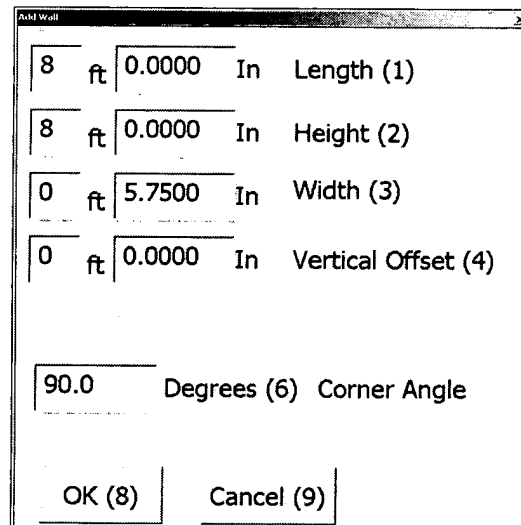 Add Wall X
8 ft 0.0000 In Length (1)
8 ft 0.0000 In Height (2)
0 ft 5.7500 In Width (3)
0 ft 0.0000 In Vertical Offset (4)
90.0 Degrees (6) Corner Angle
OK (8) Cancel (9)